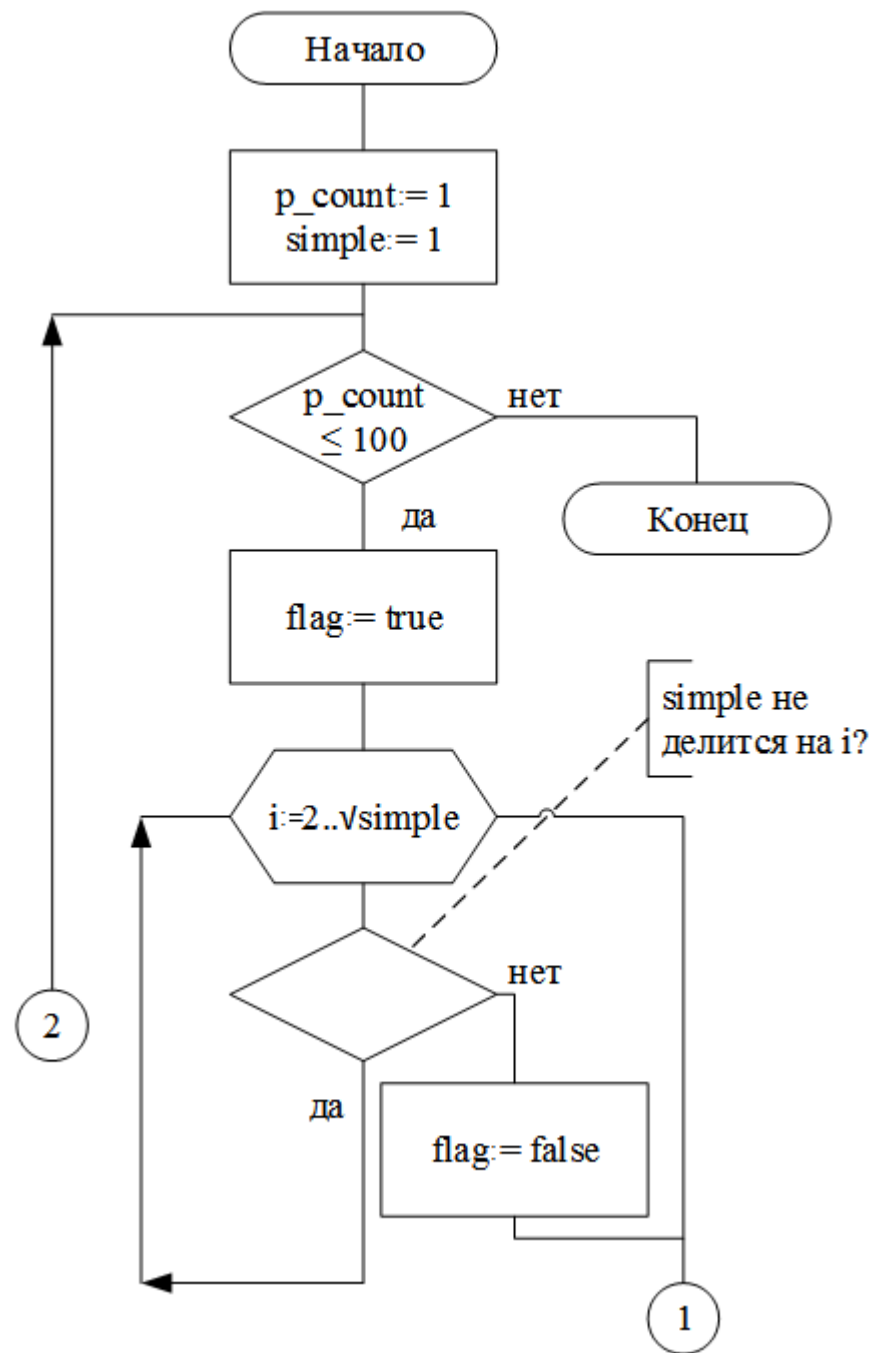 Начало
p_count:= 1
simple:= 1
p_count
≤ 100
нет
да
Конец
flag:= true
simple не
делится на i?
i:=2..√simple
нет
2
да
flag:= false
1